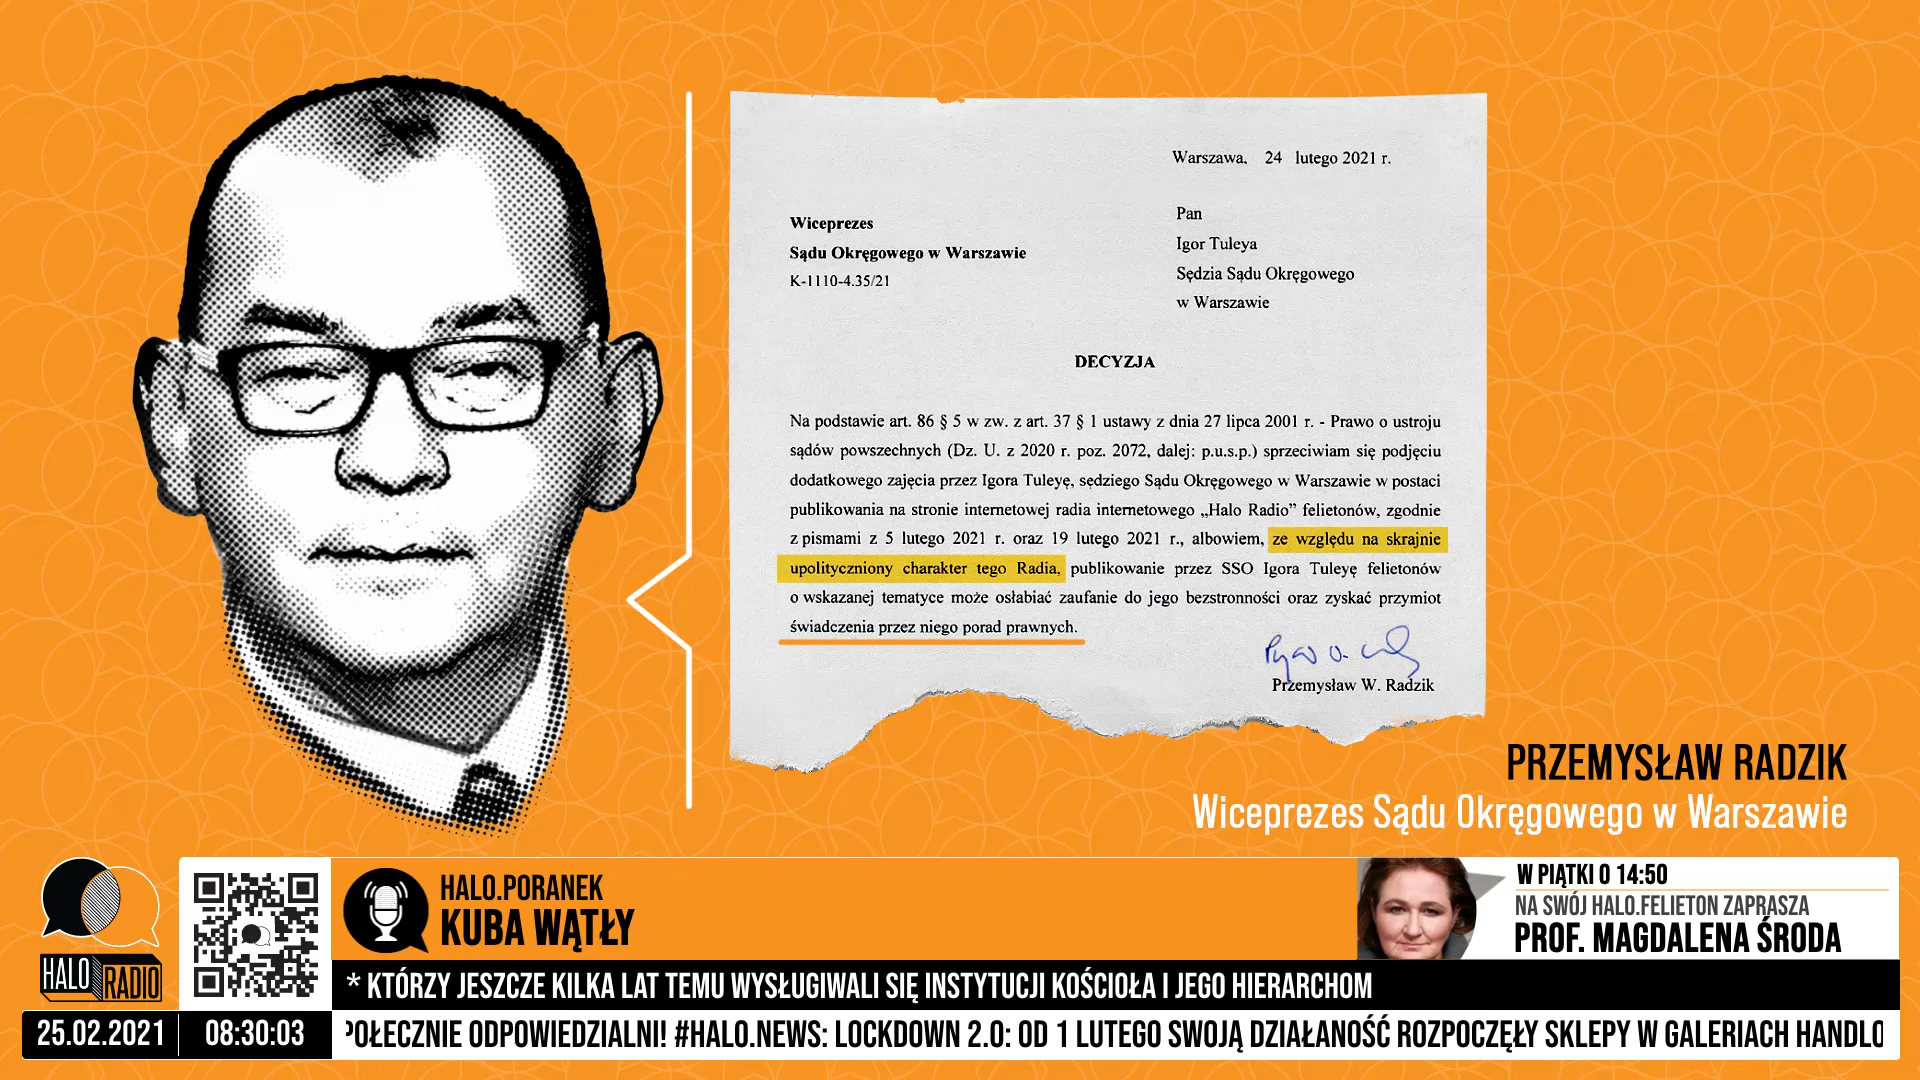 Warszawa, 24 lutego 2021 r.
Wiceprezes
Sądu Okręgowego w Warszawie
K-1110-4.35/21
Pan
Igor Tuleya
Sędzia Sądu Okręgowego
w Warszawie
DECYZJA
Na podstawie art. 86 § 5 w zw. z art. 37 § 1 ustawy z dnia 27 lipca 2001 r. - Prawo o ustroju
sądów powszechnych (Dz. U. z 2020 r. poz. 2072, dalej: p.u.s.p.) sprzeciwiam się podjęciu
dodatkowego zajęcia przez Igora Tuleyę, sędziego Sądu Okręgowego w Warszawie w postaci
publikowania na stronie internetowej radia internetowego „Halo Radio” felietonów, zgodnie
z pismami z 5 lutego 2021 r. oraz 19 lutego 2021 r., albowiem, ze względu na skrajnie
upolityczniony charakter tego Radia, publikowanie przez SSO Igora Tuleyę felietonów
o wskazanej tematyce może osłabiać zaufanie do jego bezstronności oraz zyskać przymiot
świadczenia przez niego porad prawnych.
Przemysław W. Radzik
PRZEMYSŁAW RADZIK
Wiceprezes Sądu Okręgowego w Warszawie
HALO RADIO
HALO.PORANEK
KUBA WĄTŁY
W PIĄTKI O 14:50
NA SWÓJ HALO.FELIETON ZAPRASZA
PROF. MAGDALENA ŚRODA
* KTÓRZY JESZCZE KILKA LAT TEMU WYSŁUGIWALI SIĘ INSTYTUCJI KOŚCIOŁA I JEGO HIERARCHOM
25.02.2021 08:30:03
POŁECZNIE ODPOWIEDZIALNI! #HALO.NEWS: LOCKDOWN 2.0: OD 1 LUTEGO SWOJĄ DZIAŁANOŚĆ ROZPOCZĘŁY SKLEPY W GALERIACH HANDLO